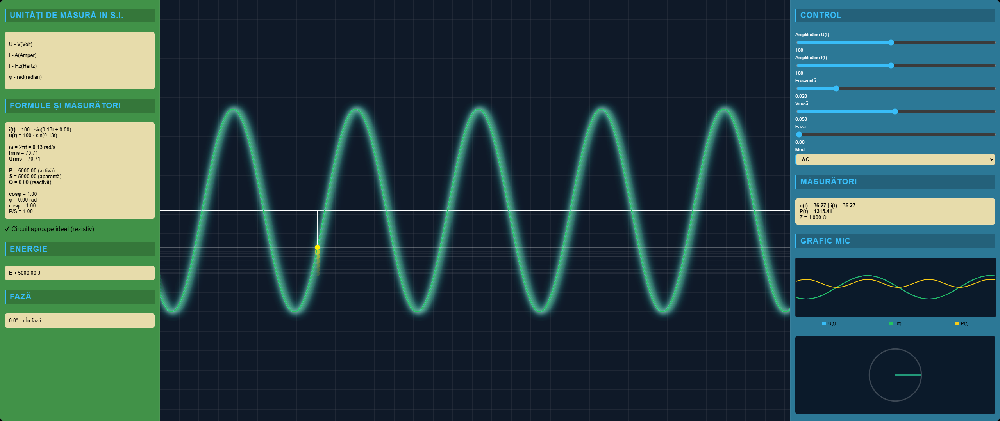 UNITĂȚI DE MĂSURĂ IN S.I.
U - V(Volt)
I - A(Amper)
f - Hz(Hertz)
φ - rad(radian)
FORMULE ȘI MĂSURĂTORI
i(t) = 100 · sin(0.13t + 0.00)
u(t) = 100 · sin(0.13t)
ω = 2πf = 0.13 rad/s
Irms = 70.71
Urms = 70.71
P = 5000.00 (activă)
S = 5000.00 (aparentă)
Q = 0.00 (reactivă)
cosφ = 1.00
φ = 0.00 rad
cosφ = 1.00
P/S = 1.00
✓ Circuit aproape ideal (rezistiv)
ENERGIE
E ≈ 5000.00 J
FAZĂ
0.0° → În fază
CONTROL
Amplitudine U(t)
100
Amplitudine I(t)
100
Frecvență
0.020
Viteză
0.050
Fază
0.00
Mod
AC
MĂSURĂTORI
u(t) = 36.27 | i(t) = 36.27
P(t) = 1315.41
Z = 1.000 Ω
GRAFIC MIC
U(t) I(t) P(t)